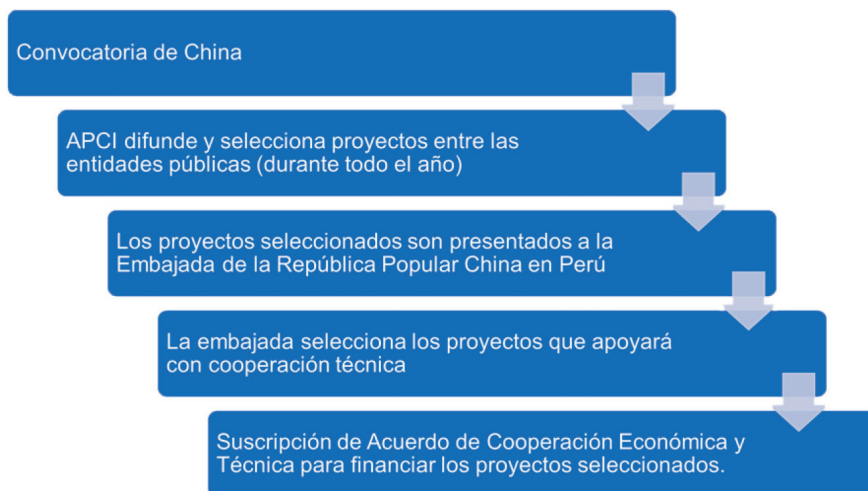 Convocatoria de China
APCI difunde y selecciona proyectos entre las
entidades públicas (durante todo el año)
Los proyectos seleccionados son presentados a la
Embajada de la República Popular China en Perú
La embajada selecciona los proyectos que apoyará
con cooperación técnica
Suscripción de Acuerdo de Cooperación Económica y
Técnica para financiar los proyectos seleccionados.